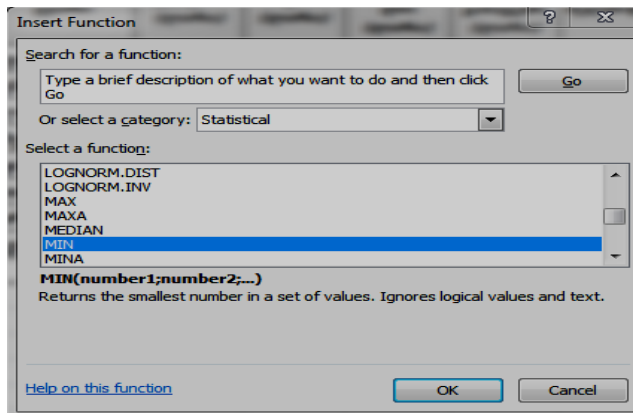 Insert Function
Search for a function:
Type a brief description of what you want to do and then click
Go
Go
Or select a category: Statistical
Select a function:
LOGNORM.DIST
LOGNORM.INV
MAX
MAXA
MEDIAN
MIN
MINA
MIN(number1;number2;...)
Returns the smallest number in a set of values. Ignores logical values and text.
Help on this function
OK
Cancel